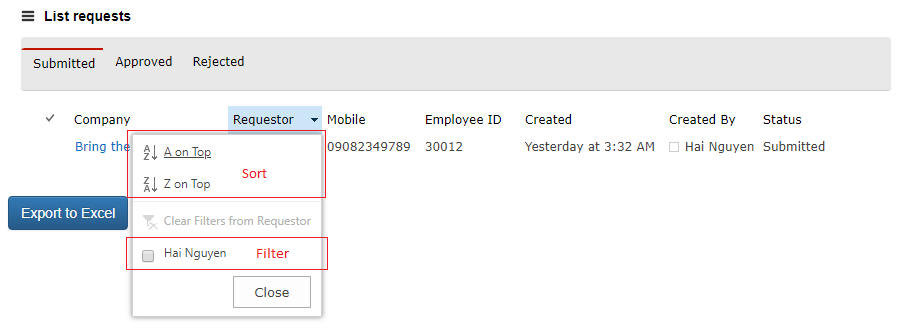 List requests
Submitted Approved Rejected
Company Requestor Mobile Employee ID Created Created By Status
Bring the 09082349789 30012 Yesterday at 3:32 AM Hai Nguyen Submitted
A on Top
Sort
Z on Top
Export to Excel
Clear Filters from Requestor
Hai Nguyen Filter
Close